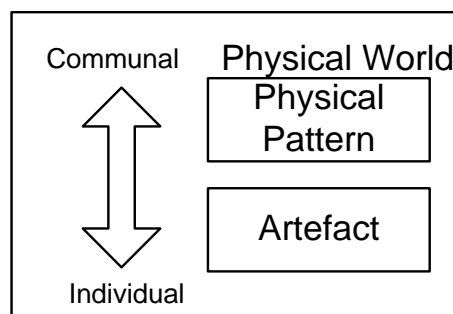 Communal
Physical World
Physical
Pattern
Artefact
Individual